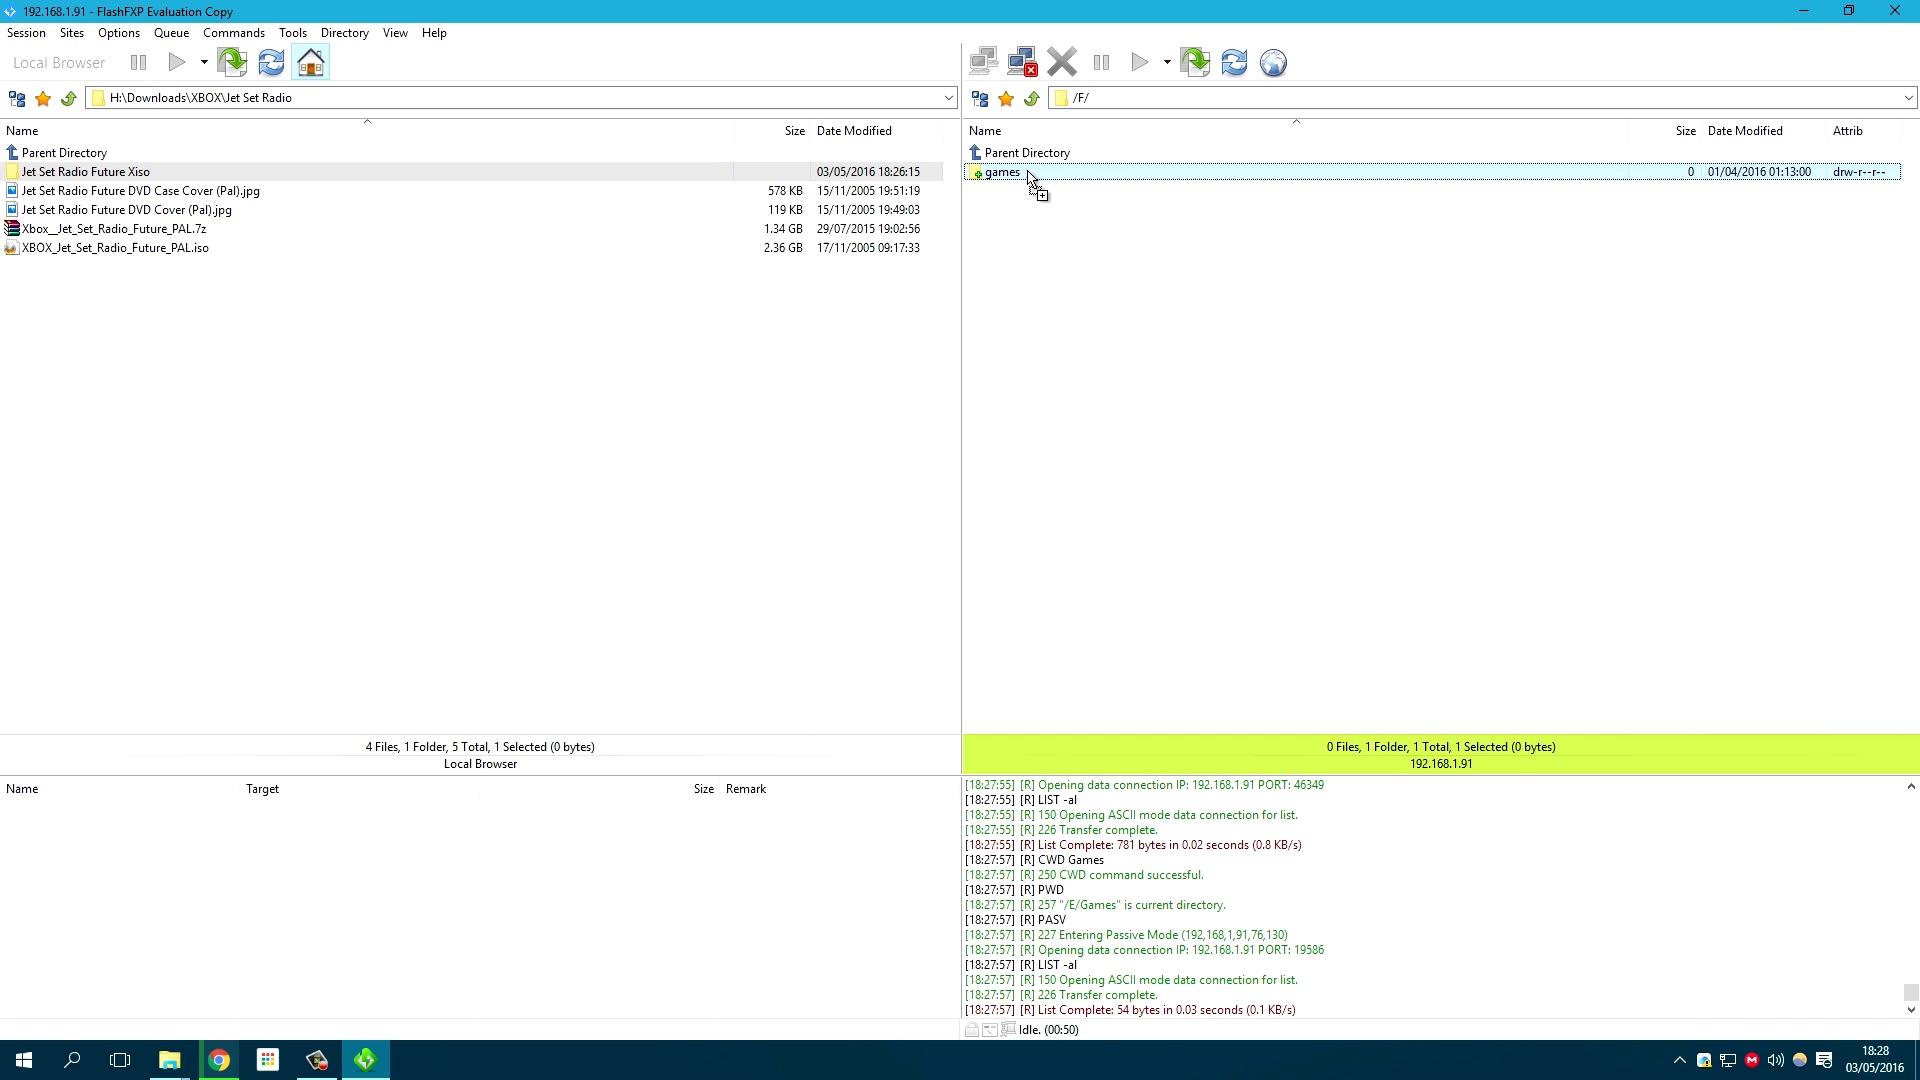 192.168.1.91 - FlashFXP Evaluation Copy
Session Sites Options Queue Commands Tools Directory View Help
Local Browser
H:\Downloads\XBOX\Jet Set Radio
/F/
Name Size Date Modified
Parent Directory
Jet Set Radio Future Xiso 03/05/2016 18:26:15
Jet Set Radio Future DVD Case Cover (Pal).jpg 578 KB 15/11/2005 19:51:19
Jet Set Radio Future DVD Cover (Pal).jpg 119 KB 15/11/2005 19:49:03
Xbox_Jet_Set_Radio_Future_PAL.7z 1.34 GB 29/07/2015 19:02:56
XBOX_Jet_Set_Radio_Future_PAL.iso 2.36 GB 17/11/2005 09:17:33
4 Files, 1 Folder, 5 Total, 1 Selected (0 bytes)
Local Browser
Name Size Date Modified Attrib
Parent Directory
games 0 01/04/2016 01:13:00 drw-r--r--
0 Files, 1 Folder, 1 Total, 1 Selected (0 bytes)
192.168.1.91
Name Target Size Remark
[18:27:55] [R] Opening data connection IP: 192.168.1.91 PORT: 46349
[18:27:55] [R] LIST -al
[18:27:55] [R] 150 Opening ASCII mode data connection for list.
[18:27:55] [R] 226 Transfer complete.
[18:27:55] [R] List Complete: 781 bytes in 0.02 seconds (0.8 KB/s)
[18:27:57] [R] CWD Games
[18:27:57] [R] 250 CWD command successful.
[18:27:57] [R] PWD
[18:27:57] [R] 257 "/E/Games" is current directory.
[18:27:57] [R] PASV
[18:27:57] [R] 227 Entering Passive Mode (192,168,1,91,76,130)
[18:27:57] [R] Opening data connection IP: 192.168.1.91 PORT: 19586
[18:27:57] [R] LIST -al
[18:27:57] [R] 150 Opening ASCII mode data connection for list.
[18:27:57] [R] 226 Transfer complete.
[18:27:57] [R] List Complete: 54 bytes in 0.03 seconds (0.1 KB/s)
Idle. (00:50)
18:28
03/05/2016